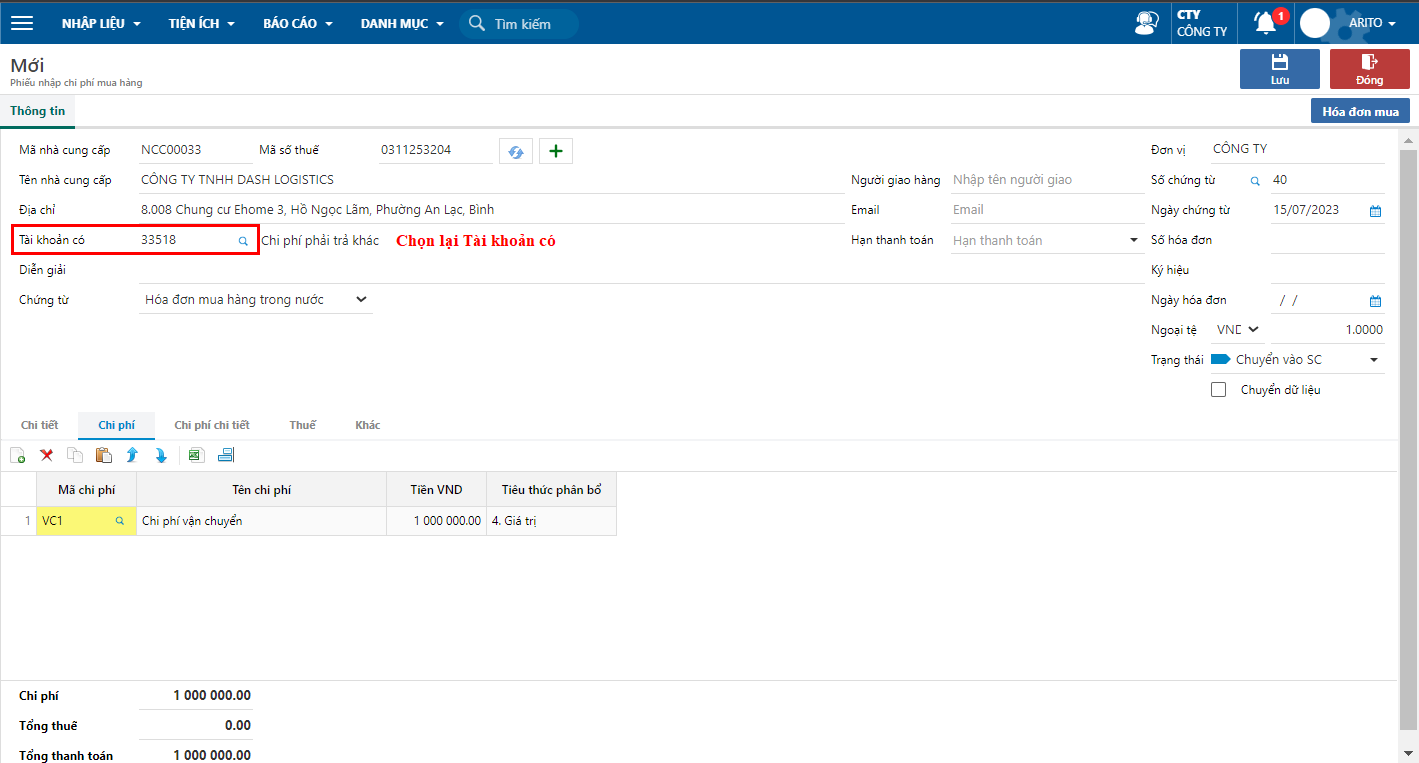 NHẬP LIỆU TIỆN ÍCH BÁO CÁO DANH MỤC Tìm kiếm CTY CÔNG TY 1 ARITO
Mới
Phiếu nhập chi phí mua hàng
Lưu Đóng
Thông tin Hóa đơn mua
Mã nhà cung cấp NCC00033 Mã số thuế 0311253204 Đơn vị CÔNG TY
Tên nhà cung cấp CÔNG TY TNHH DASH LOGISTICS Người giao hàng Nhập tên người giao Số chứng từ 40
Địa chỉ 8.008 Chung cư Ehome 3, Hồ Ngọc Lãm, Phường An Lạc, Bình Email Email Ngày chứng từ 15/07/2023
Tài khoản có 33518 Chi phí phải trả khác Chọn lại Tài khoản có Hạn thanh toán Hạn thanh toán Số hóa đơn
Diễn giải Ký hiệu
Chứng từ Hóa đơn mua hàng trong nước Ngày hóa đơn / /
Ngoại tệ VND 1.0000
Trạng thái Chuyển vào SC
Chuyển dữ liệu
Chi tiết Chi phí Chi phí chi tiết Thuế Khác
Mã chi phí Tên chi phí Tiền VND Tiêu thức phân bổ
1 VC1 Chi phí vận chuyển 1 000 000.00 4. Giá trị
Chi phí 1 000 000.00
Tổng thuế 0.00
Tổng thanh toán 1 000 000.00